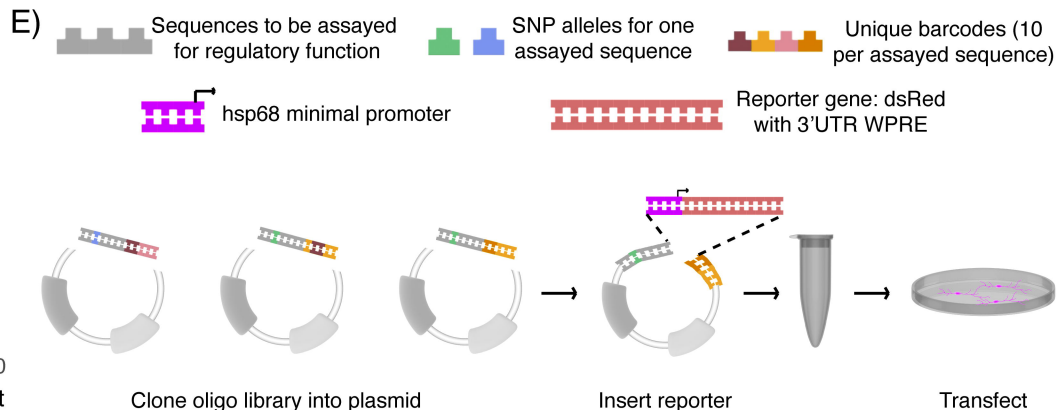 E)
Sequences to be assayed
for regulatory function
SNP alleles for one
assayed sequence
Unique barcodes (10
per assayed sequence)
hsp68 minimal promoter
Reporter gene: dsRed
with 3'UTR WPRE
0
t
Clone oligo library into plasmid
Insert reporter
Transfect